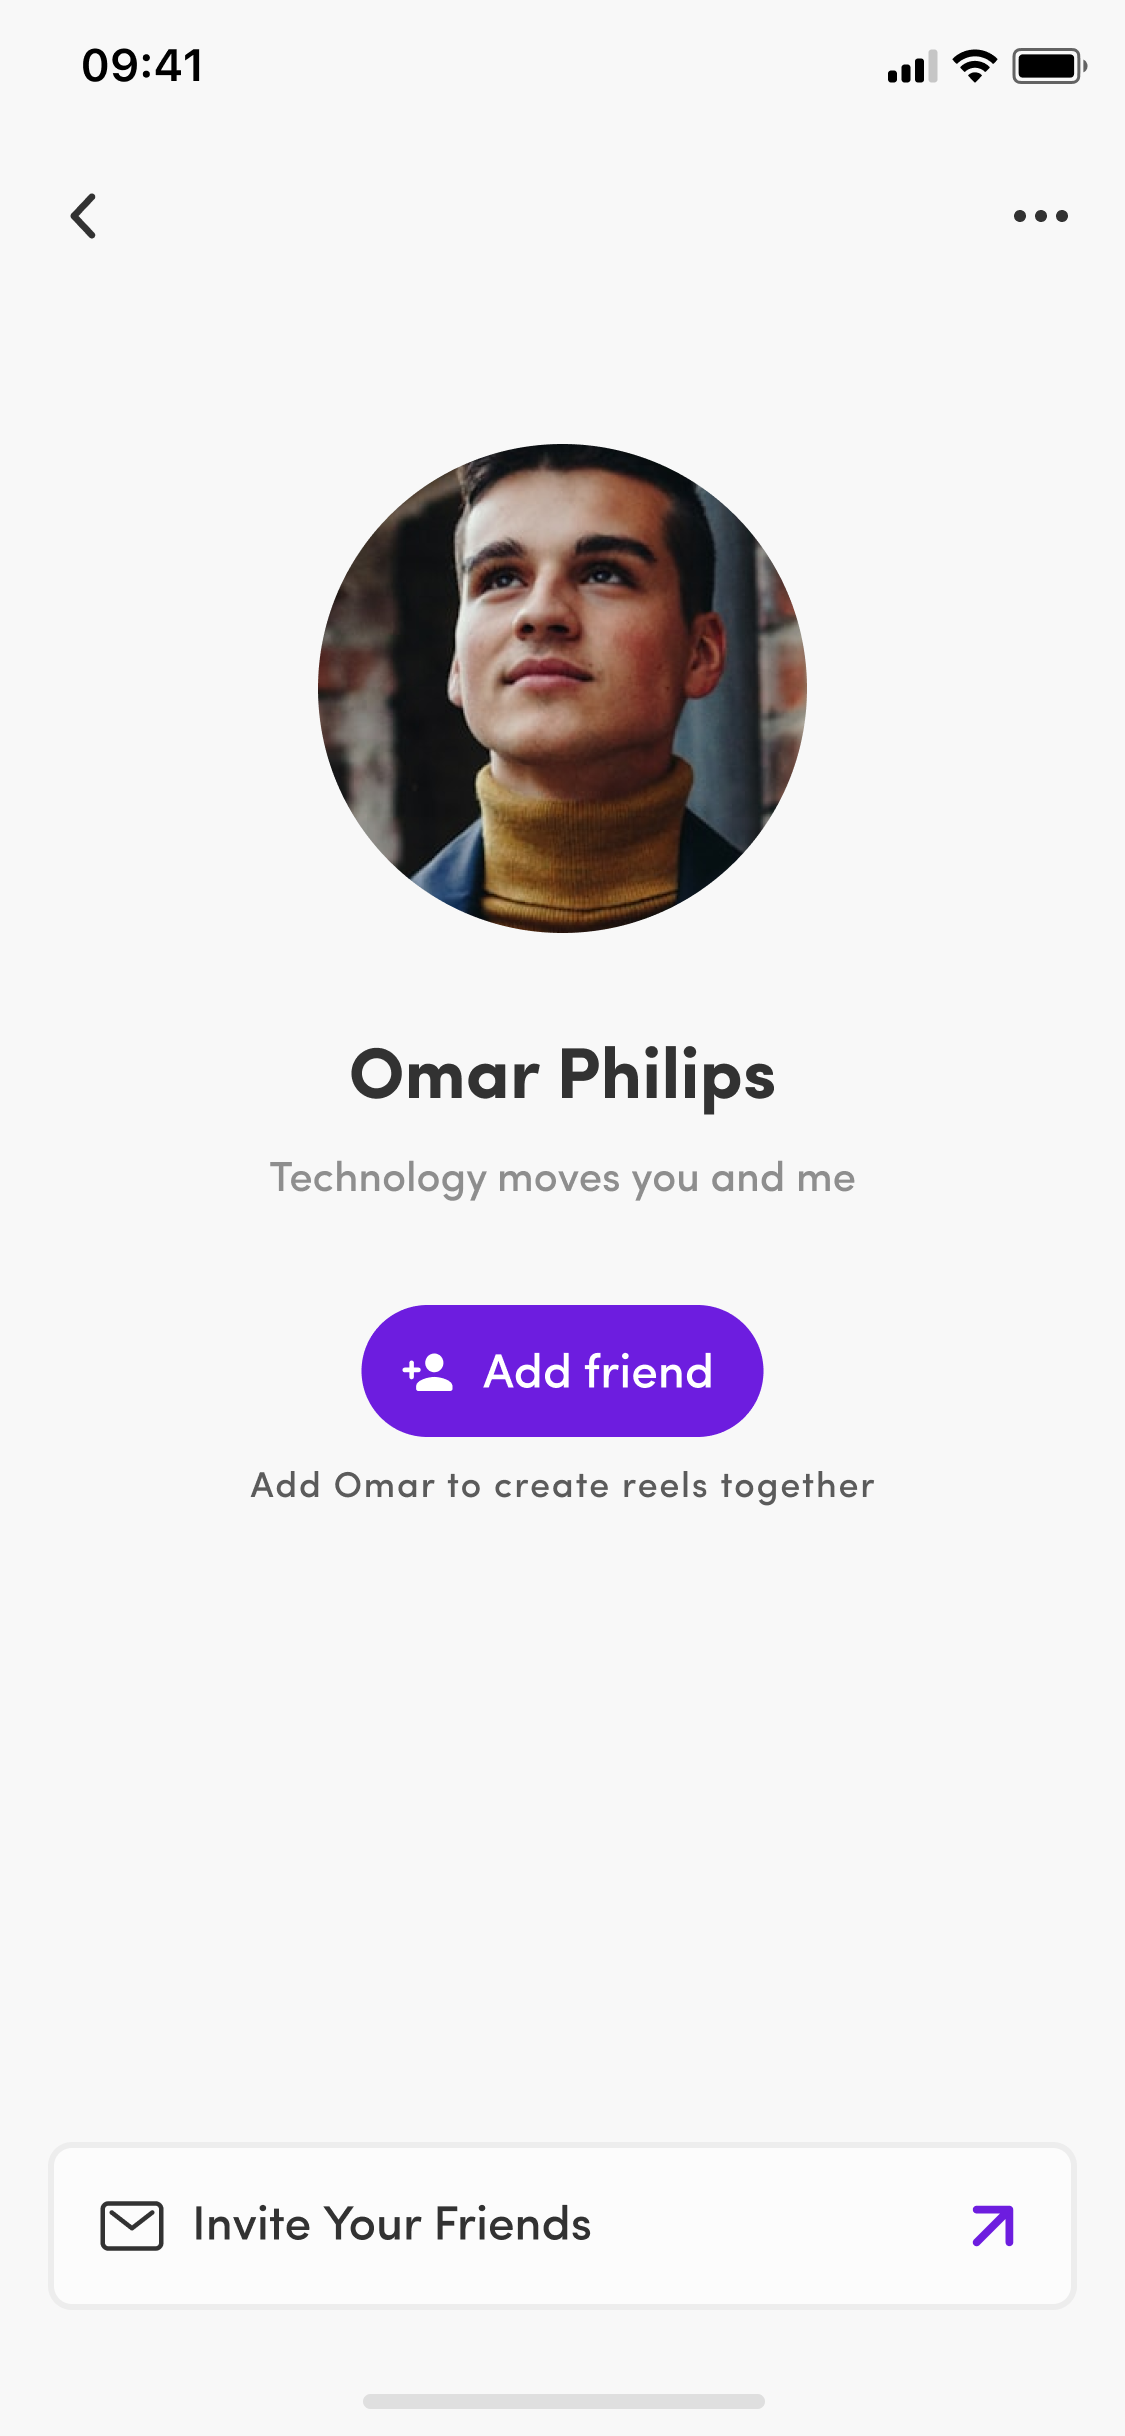 09:41
Omar Philips
Technology moves you and me
Add friend
Add Omar to create reels together
Invite Your Friends